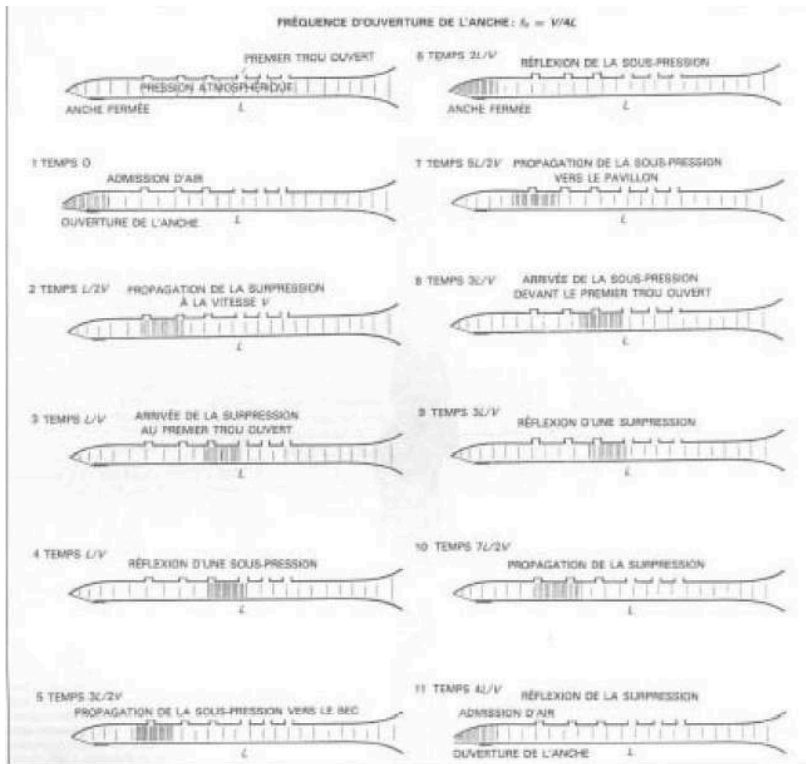 FRÉQUENCE D'OUVERTURE DE L'ANCHE : f₀ = V/4L
PREMIER TROU OUVERT
PRESSION ATMOSPHÉRIQUE
ANCHE FERMÉE
L
1 TEMPS 0
ADMISSION D'AIR
OUVERTURE DE L'ANCHE
L
2 TEMPS L/2V
PROPAGATION DE LA SURPRESSION
À LA VITESSE V
L
3 TEMPS L/V
ARRIVÉE DE LA SURPRESSION
AU PREMIER TROU OUVERT
L
4 TEMPS L/V
RÉFLEXION D'UNE SOUS-PRESSION
L
5 TEMPS 3L/2V
PROPAGATION DE LA SOUS-PRESSION VERS LE BEC
L
6 TEMPS 2L/V
RÉFLEXION DE LA SOUS-PRESSION
ANCHE FERMÉE
L
7 TEMPS 5L/2V
PROPAGATION DE LA SOUS-PRESSION
VERS LE PAVILLON
L
8 TEMPS 3L/V
ARRIVÉE DE LA SOUS-PRESSION
DEVANT LE PREMIER TROU OUVERT
L
9 TEMPS 3L/V
RÉFLEXION D'UNE SURPRESSION
L
10 TEMPS 7L/2V
PROPAGATION DE LA SURPRESSION
L
11 TEMPS 4L/V
RÉFLEXION DE LA SURPRESSION
ADMISSION D'AIR
OUVERTURE DE L'ANCHE
L